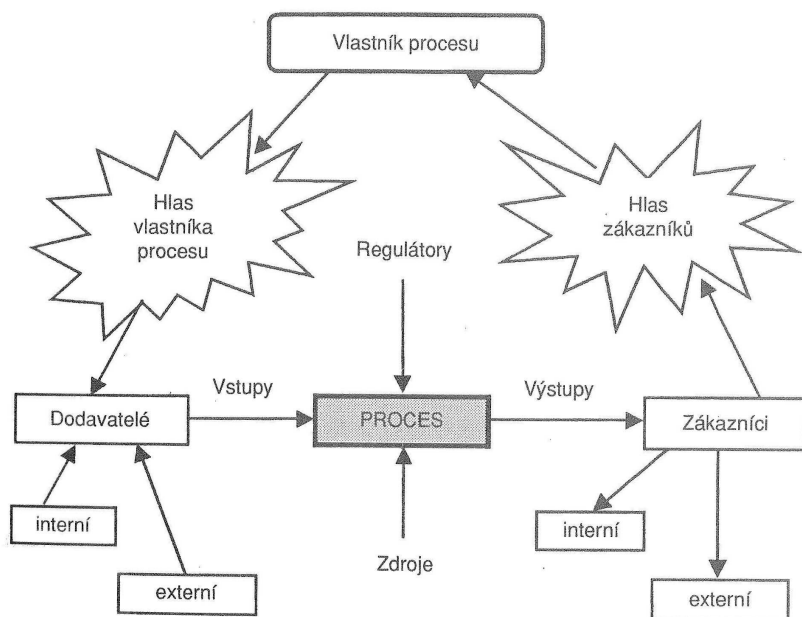 Vlastník procesu
Hlas
vlastníka
procesu
Hlas
zákazníků
Regulátory
Vstupy
Výstupy
Dodavatelé
PROCES
Zákazníci
interní
interní
Zdroje
externí
externí